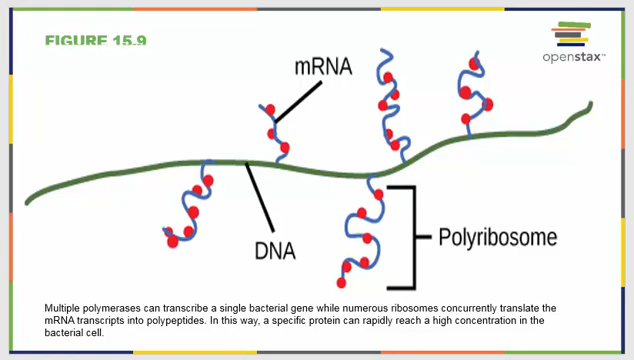 FIGURE 15.9
openstax™
mRNA
DNA
Polyribosome
Multiple polymerases can transcribe a single bacterial gene while numerous ribosomes concurrently translate the
mRNA transcripts into polypeptides. In this way, a specific protein can rapidly reach a high concentration in the
bacterial cell.